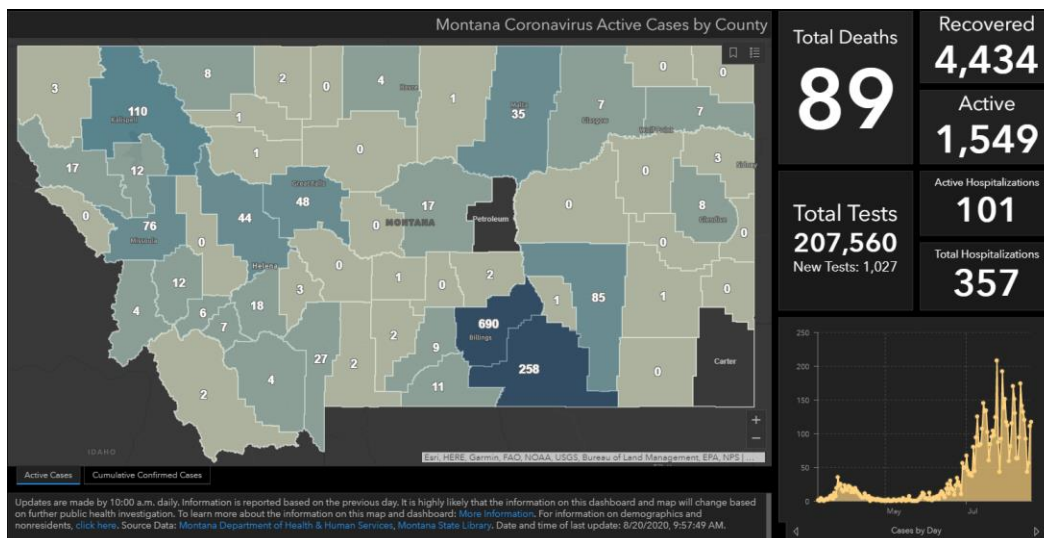 Montana Coronavirus Active Cases by County
3
110
Kalispell
8
2
0
4
Havre
1
35
Malta
7
Glasgow
0
0
7
Wolf Point
1
1
0
17
12
0
76
Missoula
0
44
Helena
Great Falls
48
0
MONTANA
17
Petroleum
0
0
3
Sidney
8
Glendive
0
0
4
12
6
7
18
3
0
1
0
2
1
85
1
2
4
27
2
2
9
11
690
Billings
258
0
Carter
IDAHO
+
−
Esri, HERE, Garmin, FAO, NOAA, USGS, Bureau of Land Management, EPA, NPS | ...
Active Cases
Cumulative Confirmed Cases
Updates are made by 10:00 a.m. daily. Information is reported based on the previous day. It is highly likely that the information on this dashboard and map will change based
on further public health investigation. To learn more about the information on this map and dashboard: More Information. For information on demographics and
nonresidents, click here. Source Data: Montana Department of Health & Human Services, Montana State Library. Date and time of last update: 8/20/2020, 9:57:49 AM.
Total Deaths
89
Recovered
4,434
Active
1,549
Total Tests
207,560
New Tests: 1,027
Active Hospitalizations
101
Total Hospitalizations
357
250
200
150
100
50
0
May
Jul
Cases by Day